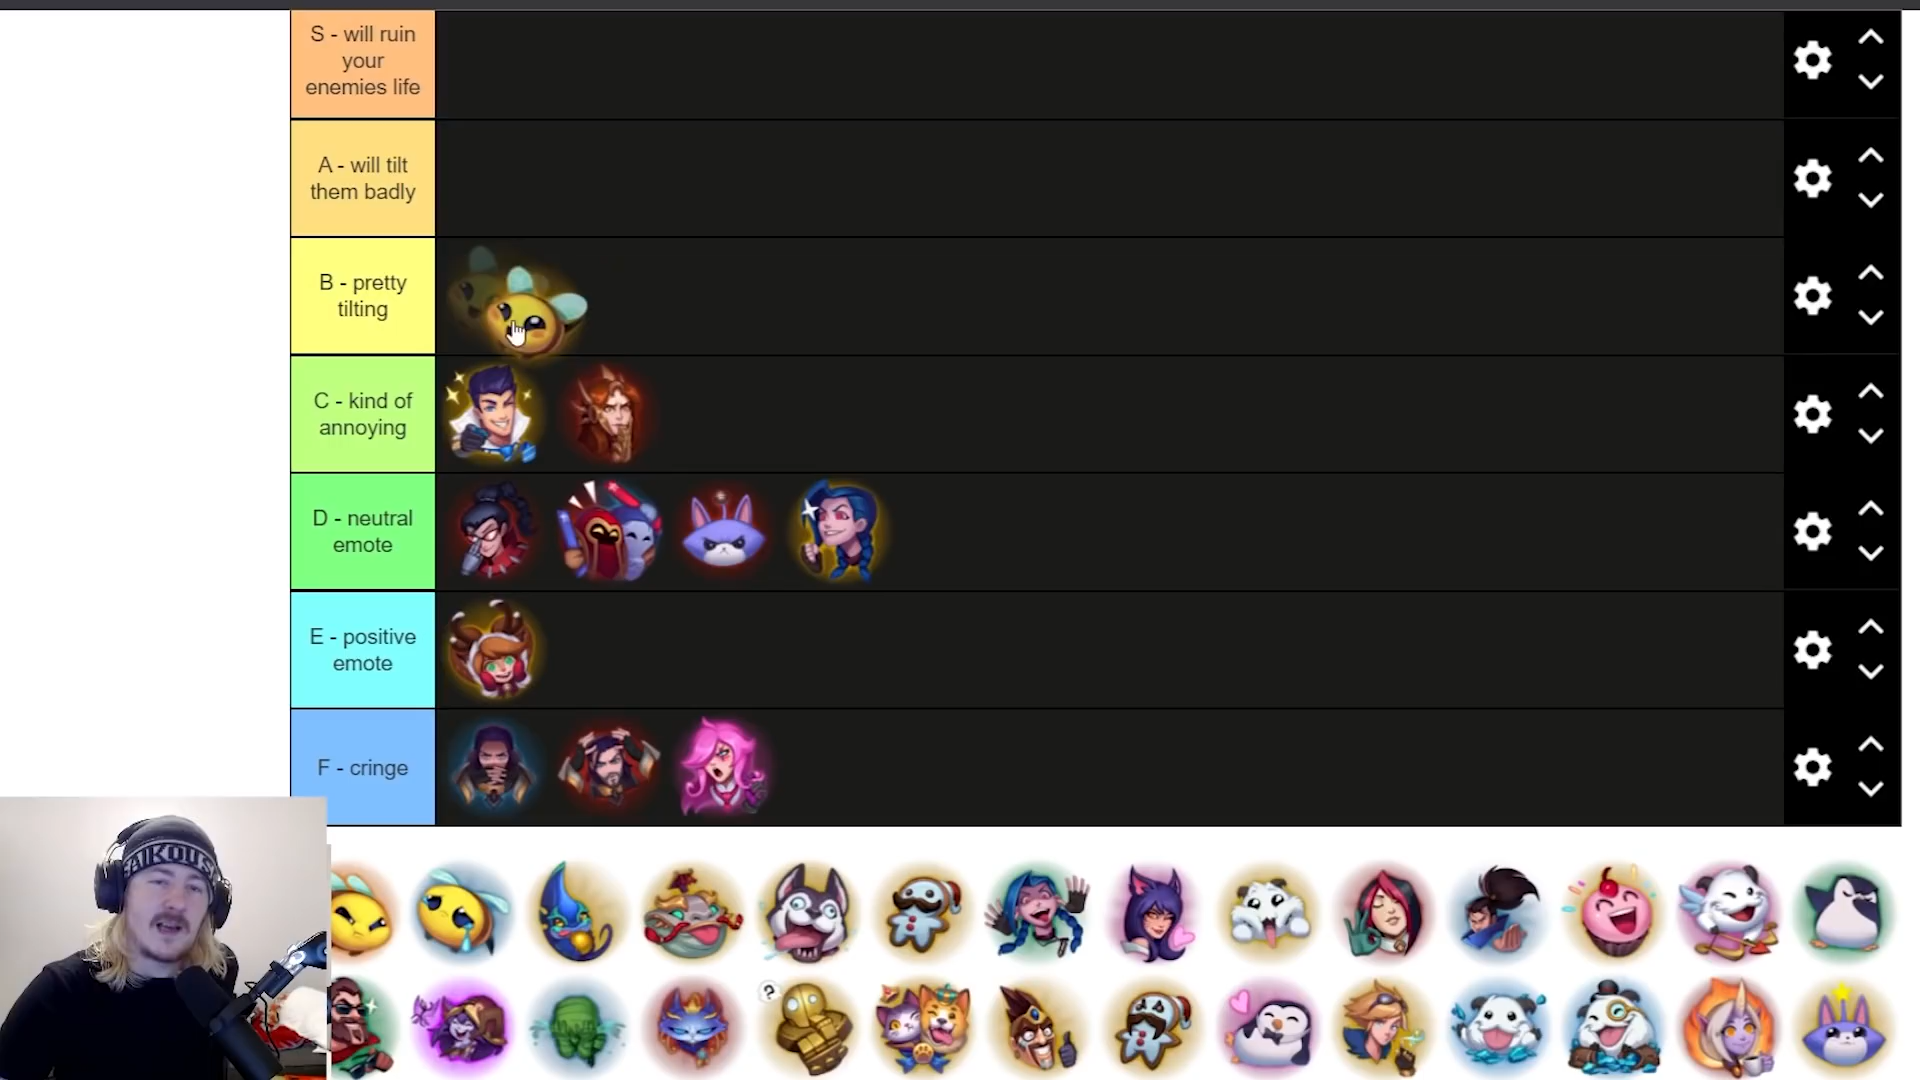 S - will ruin
your
enemies life
A - will tilt
them badly
B - pretty
tilting
C - kind of
annoying
D - neutral
emote
E - positive
emote
F - cringe
?